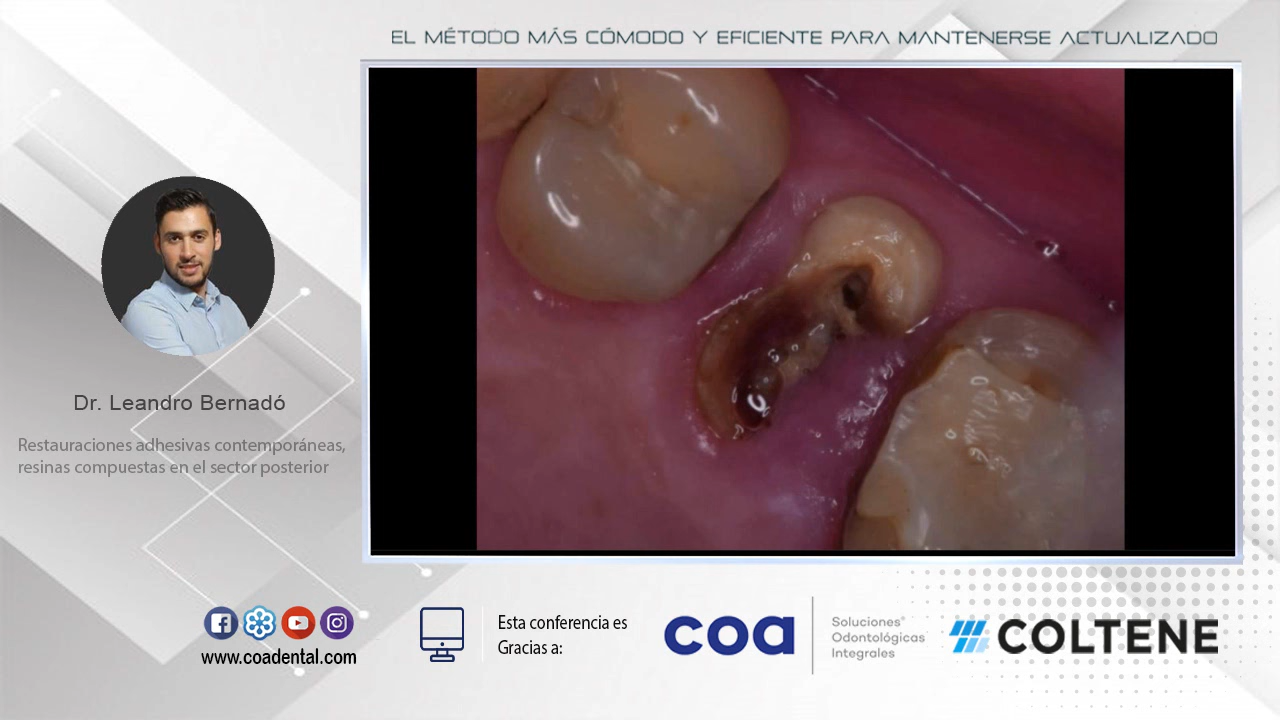 EL MÉTODO MÁS CÓMODO Y EFICIENTE PARA MANTENERSE ACTUALIZADO
Dr. Leandro Bernadó
Restauraciones adhesivas contemporáneas,
resinas compuestas en el sector posterior
www.coadental.com
Esta conferencia es
Gracias a:
coa
Soluciones®
Odontológicas
Integrales
COLTENE